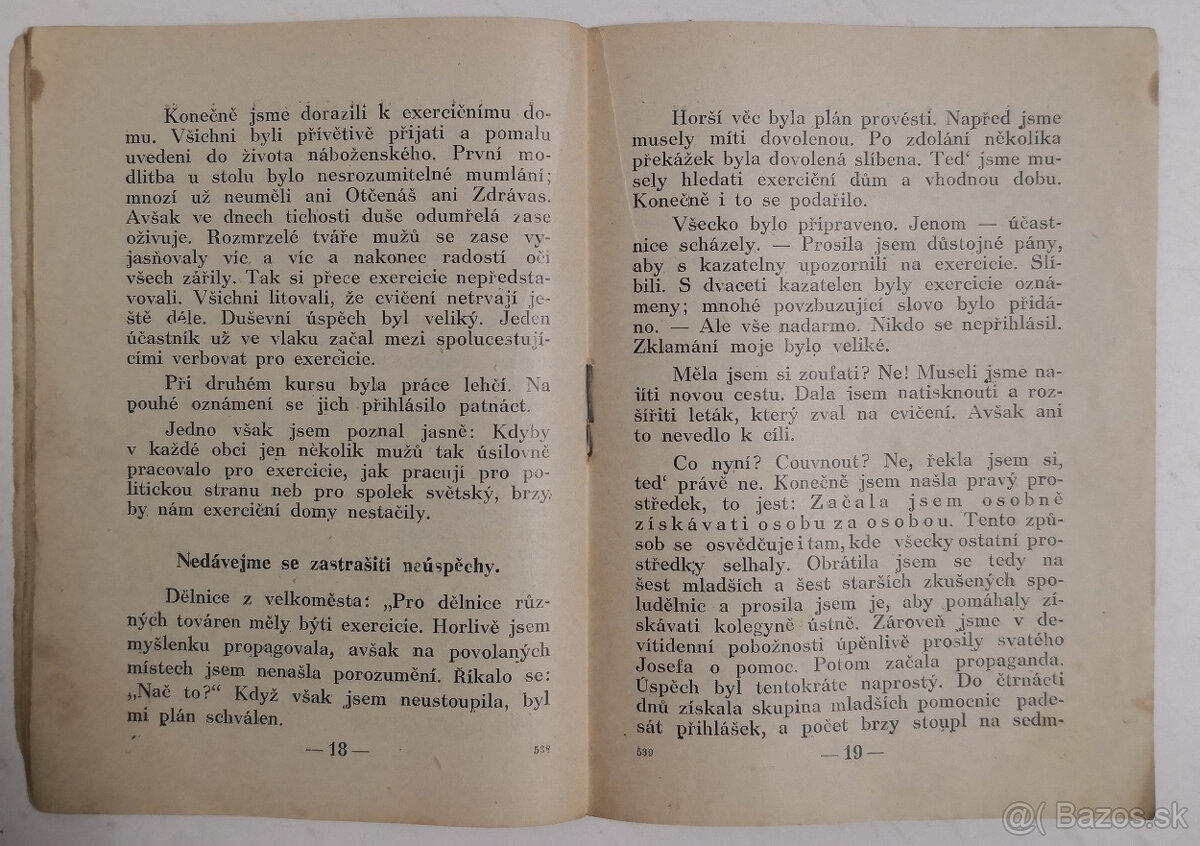 Konečně jsme dorazili k exercičnímu do-
mu. Všichni byli přívětivě přijati a pomalu
uvedeni do života náboženského. První mo-
dlitba u stolu bylo nesrozumitelné mumlání;
mnozí už neuměli ani Otčenáš ani Zdrávas.
Avšak ve dnech tichosti duše odumřelá zase
oživuje. Rozmrzelé tváře mužů se zase vy-
jasňovaly víc a víc a nakonec radostí oči
všech zářily. Tak si přece exercicie nepředsta-
vovali. Všichni litovali, že cvičení netrvají je-
ště déle. Duševní úspěch byl veliký. Jeden
účastník už ve vlaku začal mezi spolucestují-
cími verbovat pro exercicie.
Při druhém kursu byla práce lehčí. Na
pouhé oznámení se jich přihlásilo patnáct.
Jedno však jsem poznal jasně: Kdyby
v každé obci jen několik mužů tak úsilovně
pracovalo pro exercicie, jak pracují pro po-
litickou stranu neb pro spolek světský, brzy
by nám exerciční domy nestačily.
Nedávejme se zastrašiti neúspěchy.
Dělnice z velkoměsta: „Pro dělnice růz-
ných továren měly býti exercicie. Horlivě jsem
myšlenku propagovala, avšak na povolaných
místech jsem nenašla porozumění. Říkalo se:
„Nač to?“ Když však jsem neustoupila, byl
mi plán schválen.
— 18 —
538
Horší věc byla plán provésti. Napřed jsme
musely míti dovolenou. Po zdolání několika
překážek byla dovolená slíbena. Teď jsme mu-
sely hledati exerciční dům a vhodnou dobu.
Konečně i to se podařilo.
Všecko bylo připraveno. Jenom — účast-
nice scházely. — Prosila jsem důstojné pány,
aby s kazatelny upozornili na exercicie. Slí-
bili. S dvaceti kazatelen byly exercicie ozná-
meny; mnohé povzbuzující slovo bylo přidá-
no. — Ale vše nadarmo. Nikdo se nepřihlásil.
Zklamání moje bylo veliké.
Měla jsem si zoufati? Ne! Museli jsme na-
jíti novou cestu. Dala jsem natisknouti a roz-
šířiti leták, který zval na cvičení. Avšak ani
to nevedlo k cíli.
Co nyní? Couvnout? Ne, řekla jsem si,
teď právě ne. Konečně jsem našla pravý pro-
středek, to jest: Začala jsem osobně
získávati osobu za osobou. Tento způ-
sob se osvědčuje i tam, kde všecky ostatní pro-
středky selhaly. Obrátila jsem se tedy na
šest mladších a šest starších zkušených spo-
ludělnic a prosila jsem je, aby pomáhaly zí-
skávati kolegyně ústně. Zároveň jsme v de-
vítidenní pobožnosti úpěnlivě prosily svatého
Josefa o pomoc. Potom začala propaganda.
Úspěch byl tentokráte naprostý. Do čtrnácti
dnů získala skupina mladších pomocnic pade-
sát přihlášek, a počet brzy stoupl na sedm-
539
— 19 —
@( Bazos.sk